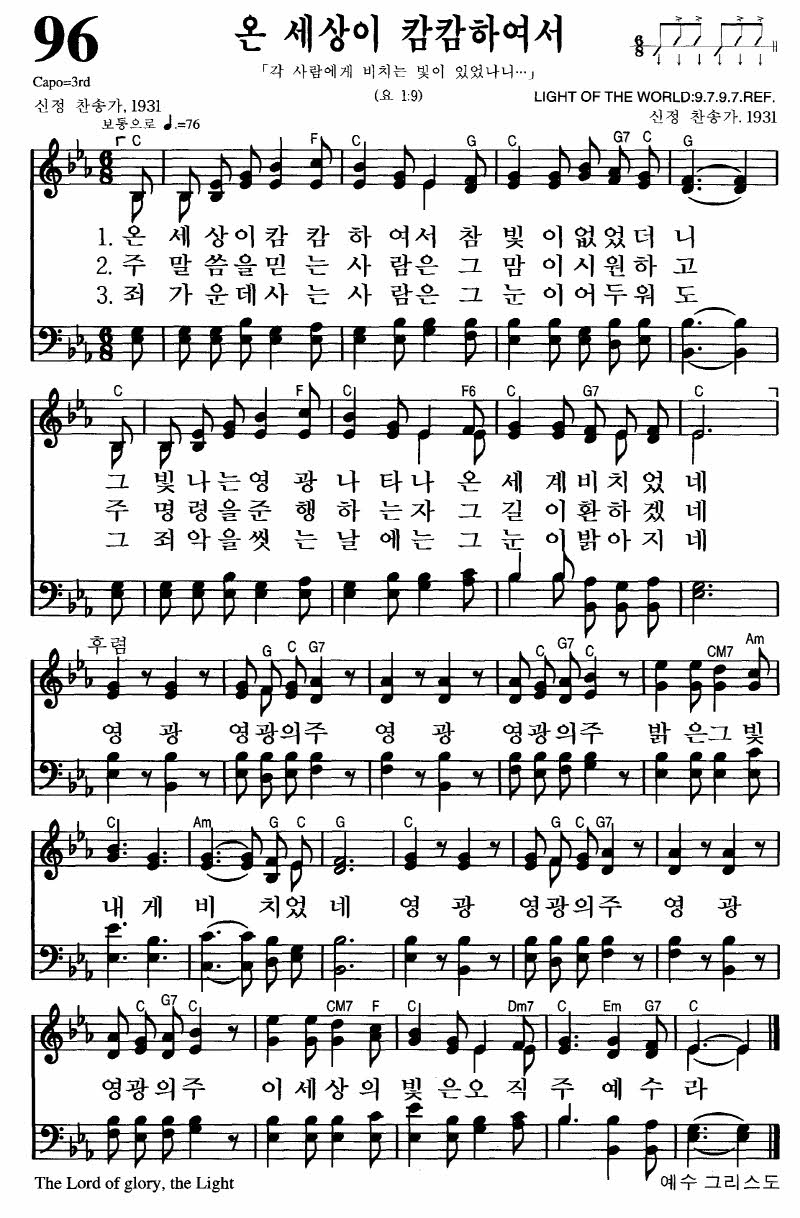 96
온 세상이 캄캄하여서
「각 사람에게 비치는 빛이 있었나니…」
(요 1:9)
Capo=3rd
신정 찬송가, 1931
LIGHT OF THE WORLD:9.7.9.7.REF.
신정 찬송가. 1931
보통으로 ♩.=76
C F C G C G7 C G
6/8
1. 온 세상이캄 캄 하 여서 참 빛 이없었더 니
2. 주 말씀을믿 는 사 람은 그 맘 이시원하 고
3. 죄 가운데사 는 사 람은 그 눈 이어두워 도
C F C F6 C G7 C
그 빛나는영 광 나 타나 온 세 계비치었 네
주 명령을준 행 하 는자 그 길 이환하겠 네
그 죄악을씻 는 날 에는 그 눈 이밝아지 네
후렴
G C G7 C G7 C C CM7 Am
영 광 영광의주 영 광 영광의주 밝 은그 빛
C Am G G C G C G7
내 게 비 치었 네 영 광 영광의주 영 광
C G7 C CM7 F C Dm7 C Em G7 C
영광의주 이 세상 의 빛 은오 직 주 예 수 라
The Lord of glory, the Light
예수 그리스도